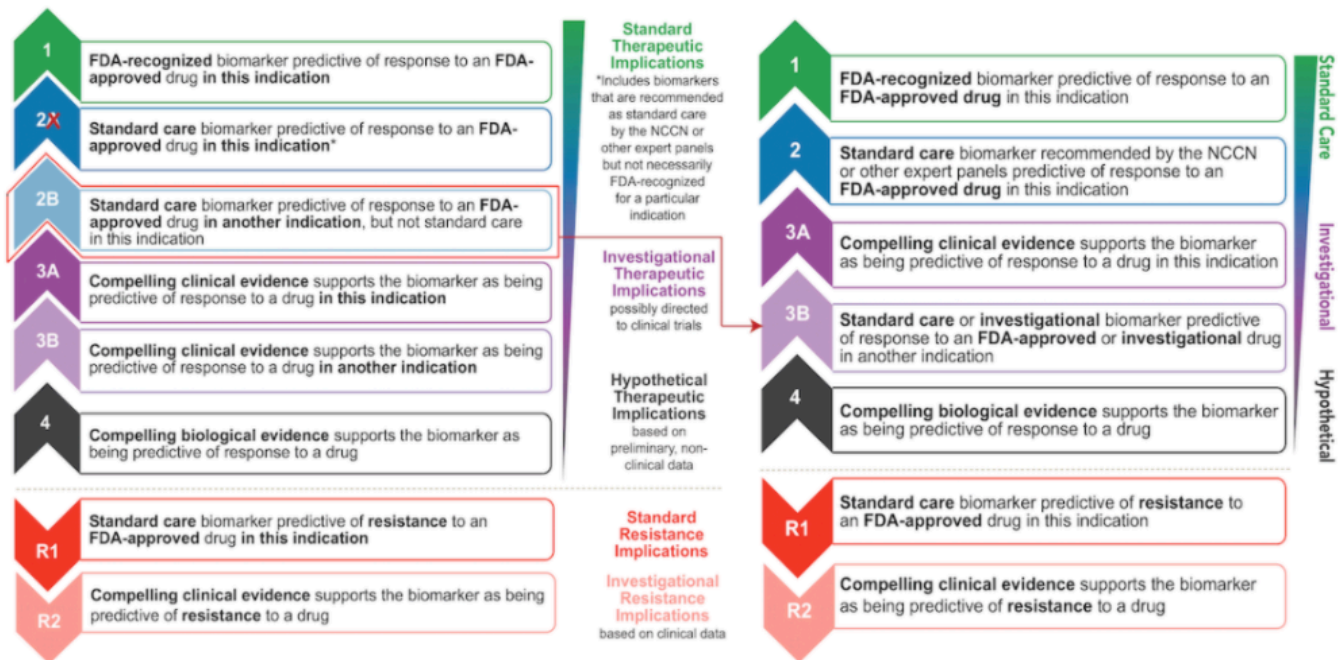 1
FDA-recognized biomarker predictive of response to an FDA-
approved drug in this indication
2A
Standard care biomarker predictive of response to an FDA-
approved drug in this indication*
2B
Standard care biomarker predictive of response to an FDA-
approved drug in another indication, but not standard care
in this indication
3A
Compelling clinical evidence supports the biomarker as being
predictive of response to a drug in this indication
3B
Compelling clinical evidence supports the biomarker as being
predictive of response to a drug in another indication
4
Compelling biological evidence supports the biomarker as
being predictive of response to a drug
R1
Standard care biomarker predictive of resistance to an
FDA-approved drug in this indication
R2
Compelling clinical evidence supports the biomarker as being
predictive of resistance to a drug
Standard
Therapeutic
Implications
*Includes biomarkers
that are recommended
as standard care
by the NCCN or
other expert panels
but not necessarily
FDA-recognized
for a particular
indication
Investigational
Therapeutic
Implications
possibly directed
to clinical trials
Hypothetical
Therapeutic
Implications
based on
preliminary, non-
clinical data
Standard
Resistance
Implications
Investigational
Resistance
Implications
based on clinical data
1
FDA-recognized biomarker predictive of response to an
FDA-approved drug in this indication
2
Standard care biomarker recommended by the NCCN
or other expert panels predictive of response to an
FDA-approved drug in this indication
3A
Compelling clinical evidence supports the biomarker
as being predictive of response to a drug in this indication
3B
Standard care or investigational biomarker predictive
of response to an FDA-approved or investigational drug
in another indication
4
Compelling biological evidence supports the biomarker
as being predictive of response to a drug
R1
Standard care biomarker predictive of resistance to
an FDA-approved drug in this indication
R2
Compelling clinical evidence supports the biomarker
as being predictive of resistance to a drug
Standard Care
Investigational
Hypothetical